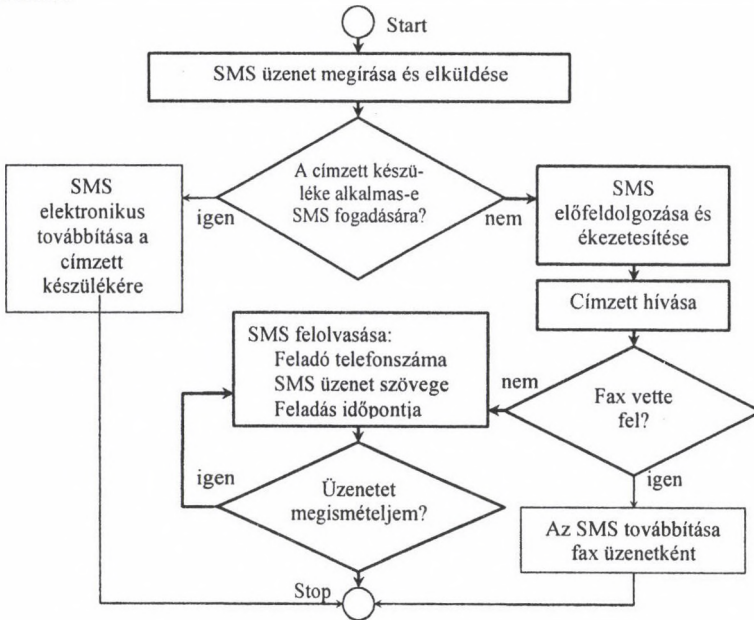 Start
SMS üzenet megírása és elküldése
A címzett készü-
léke alkalmas-e
SMS fogadására?
igen
nem
SMS
elektronikus
továbbítása a
címzett
készülékére
SMS
előfeldolgozása és
ékezetesítése
Címzett hívása
SMS felolvasása:
Feladó telefonszáma
SMS üzenet szövege
Feladás időpontja
nem
Fax vette
fel?
igen
igen
Üzenetet
megismételjem?
Az SMS továbbítása
fax üzenetként
Stop